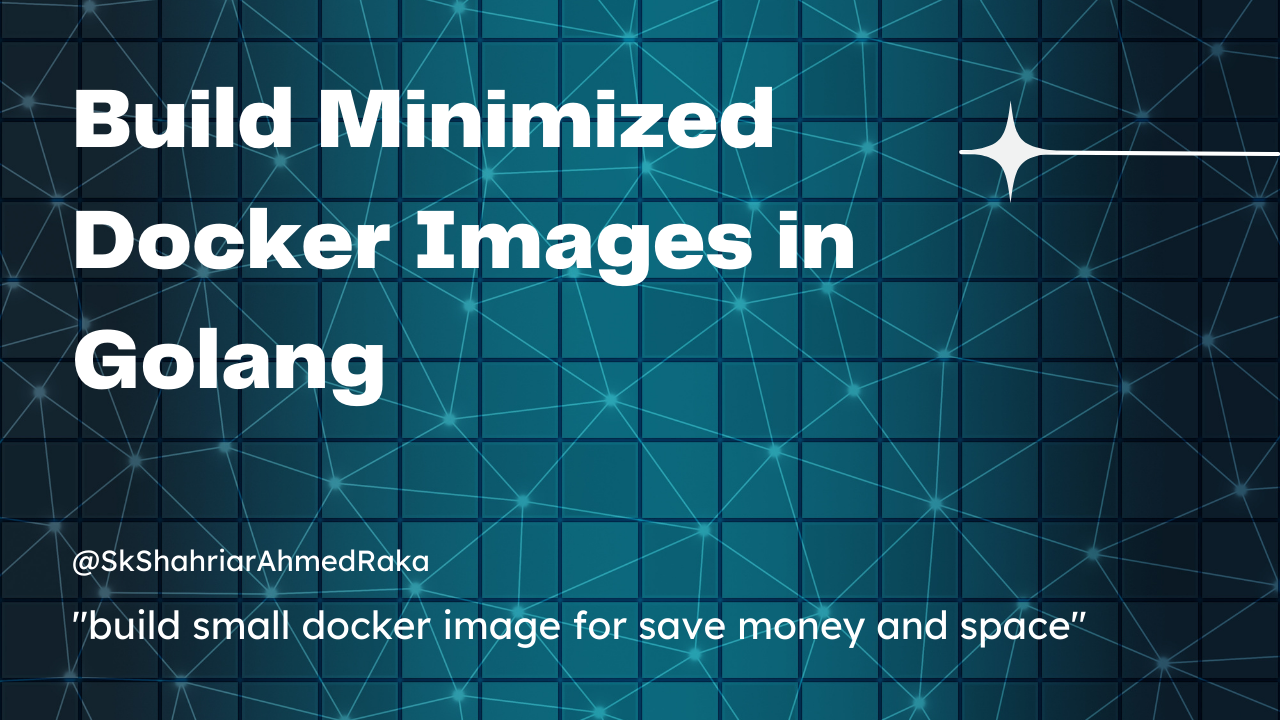 Build Minimized
Docker Images in
Golang
@SkShahriarAhmedRaka
"build small docker image for save money and space"